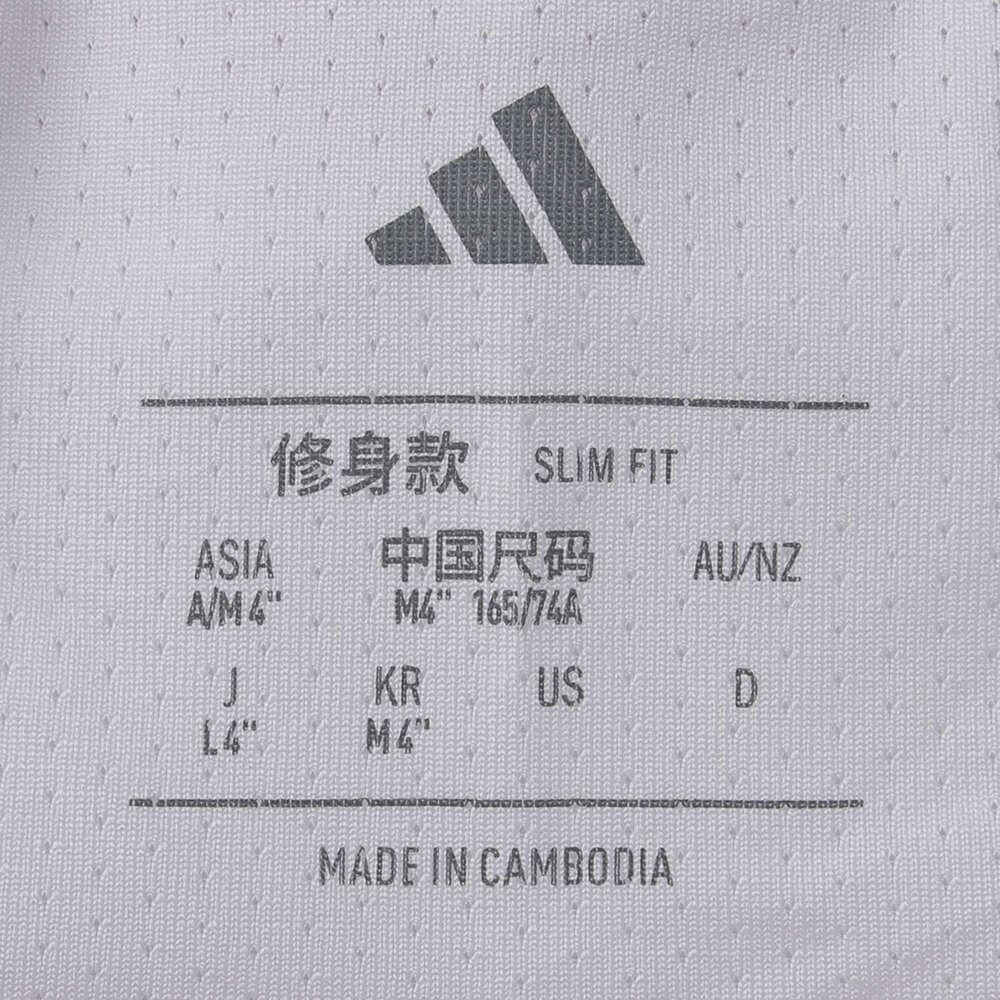 修身款 SLIM FIT
ASIA 中国尺码 AU/NZ
A/M 4" M4" 165/74A
J KR US D
L 4" M 4"
MADE IN CAMBODIA